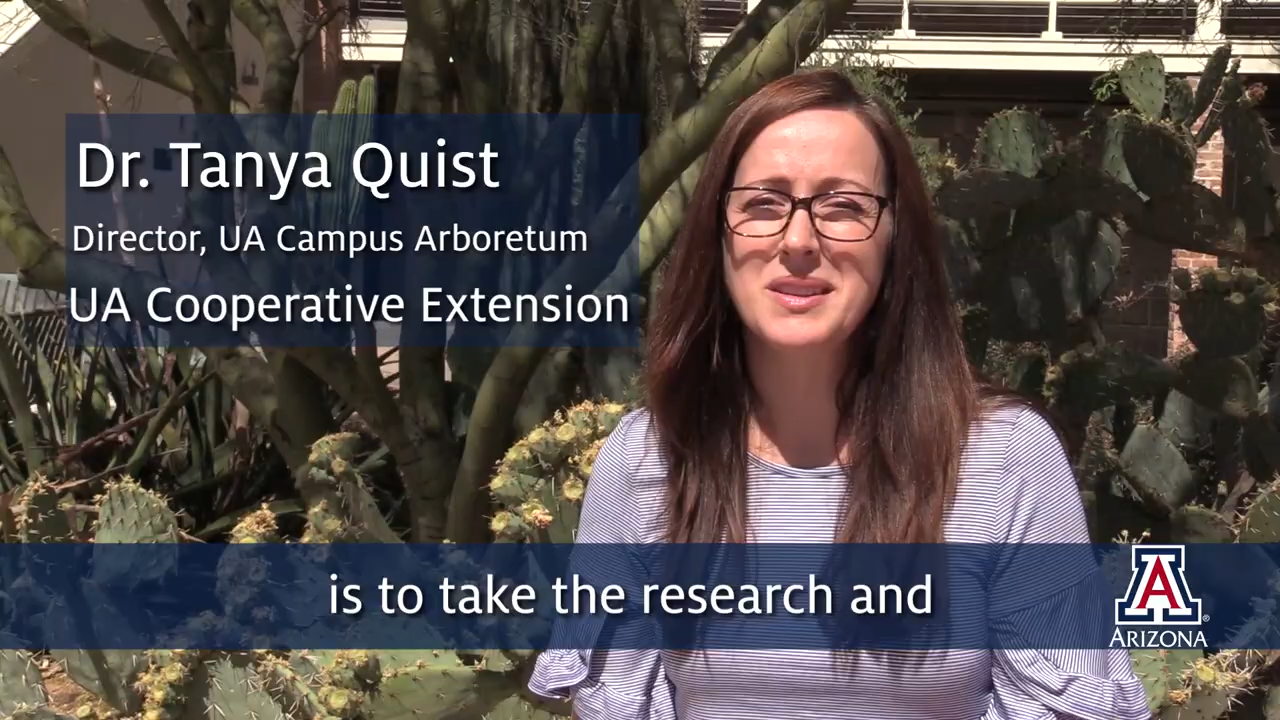 Dr. Tanya Quist
Director, UA Campus Arboretum
UA Cooperative Extension
is to take the research and
A
ARIZONA
®